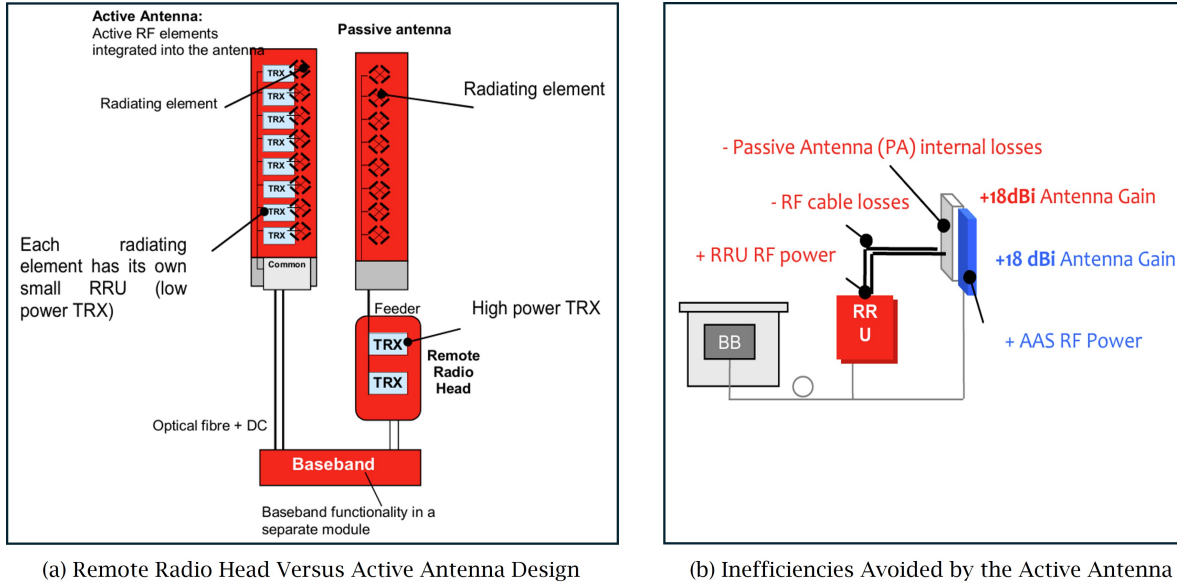 Active Antenna:
Active RF elements
integrated into the antenna
Passive antenna
TRX
TRX
TRX
TRX
TRX
TRX
TRX
TRX
Radiating element
Radiating element
Each radiating
element has its own
small RRU (low
power TRX)
Common
Feeder
High power TRX
TRX
TRX
Remote
Radio
Head
Optical fibre + DC
Baseband
Baseband functionality in a
separate module
(a) Remote Radio Head Versus Active Antenna Design
- Passive Antenna (PA) internal losses
- RF cable losses
+18dBi Antenna Gain
+ RRU RF power
+18 dBi Antenna Gain
RR
U
BB
+ AAS RF Power
(b) Inefficiencies Avoided by the Active Antenna